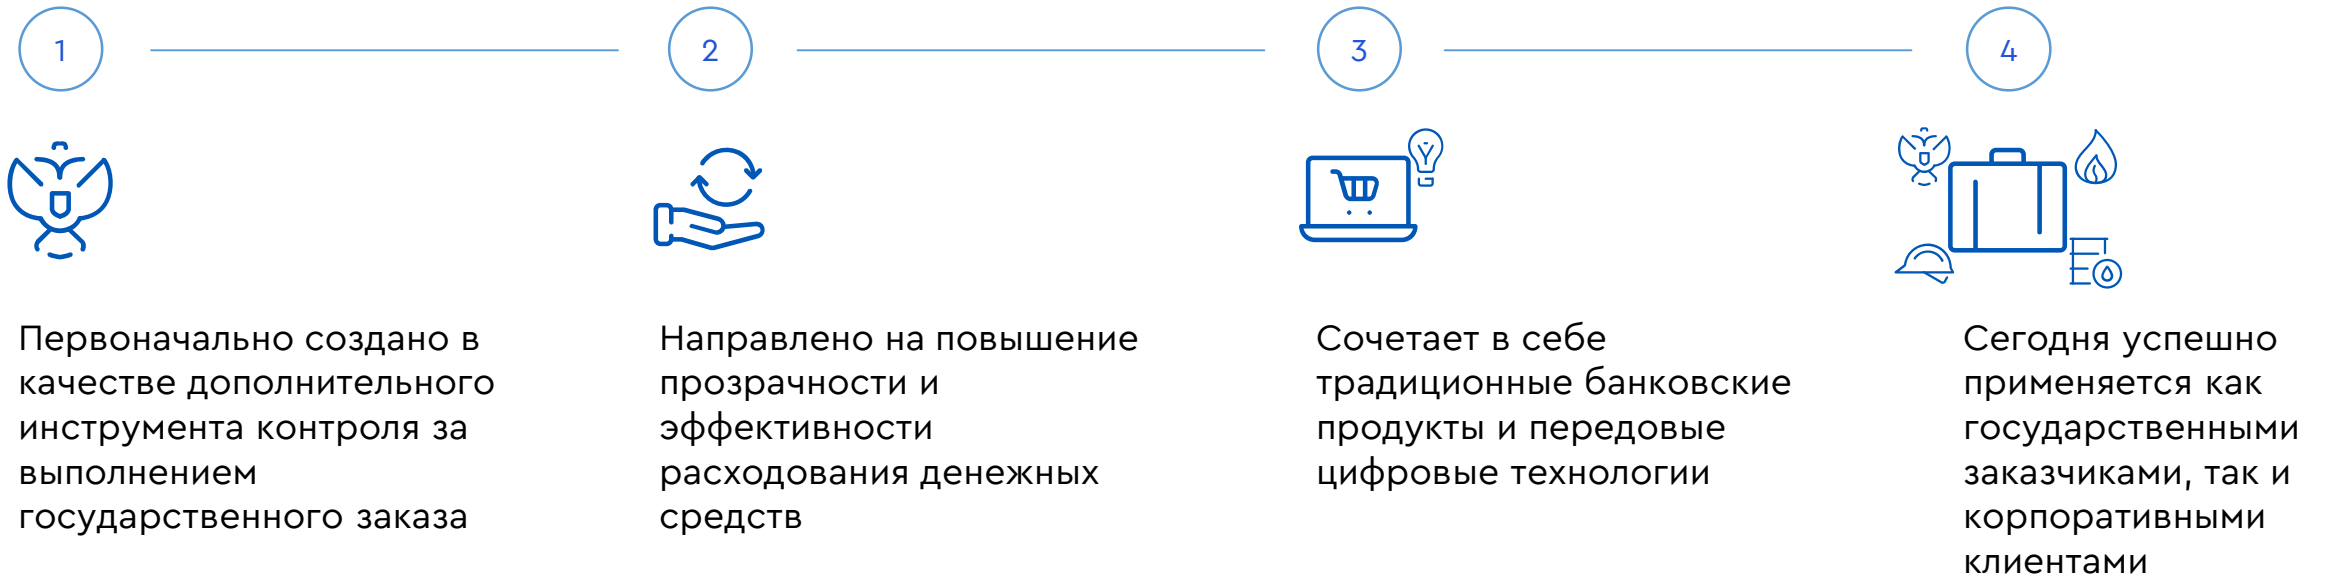 1
2
3
4
Первоначально создано в
качестве дополнительного
инструмента контроля за
выполнением
государственного заказа
Направлено на повышение
прозрачности и
эффективности
расходования денежных
средств
Сочетает в себе
традиционные банковские
продукты и передовые
цифровые технологии
Сегодня успешно
применяется как
государственными
заказчиками, так и
корпоративными
клиентами